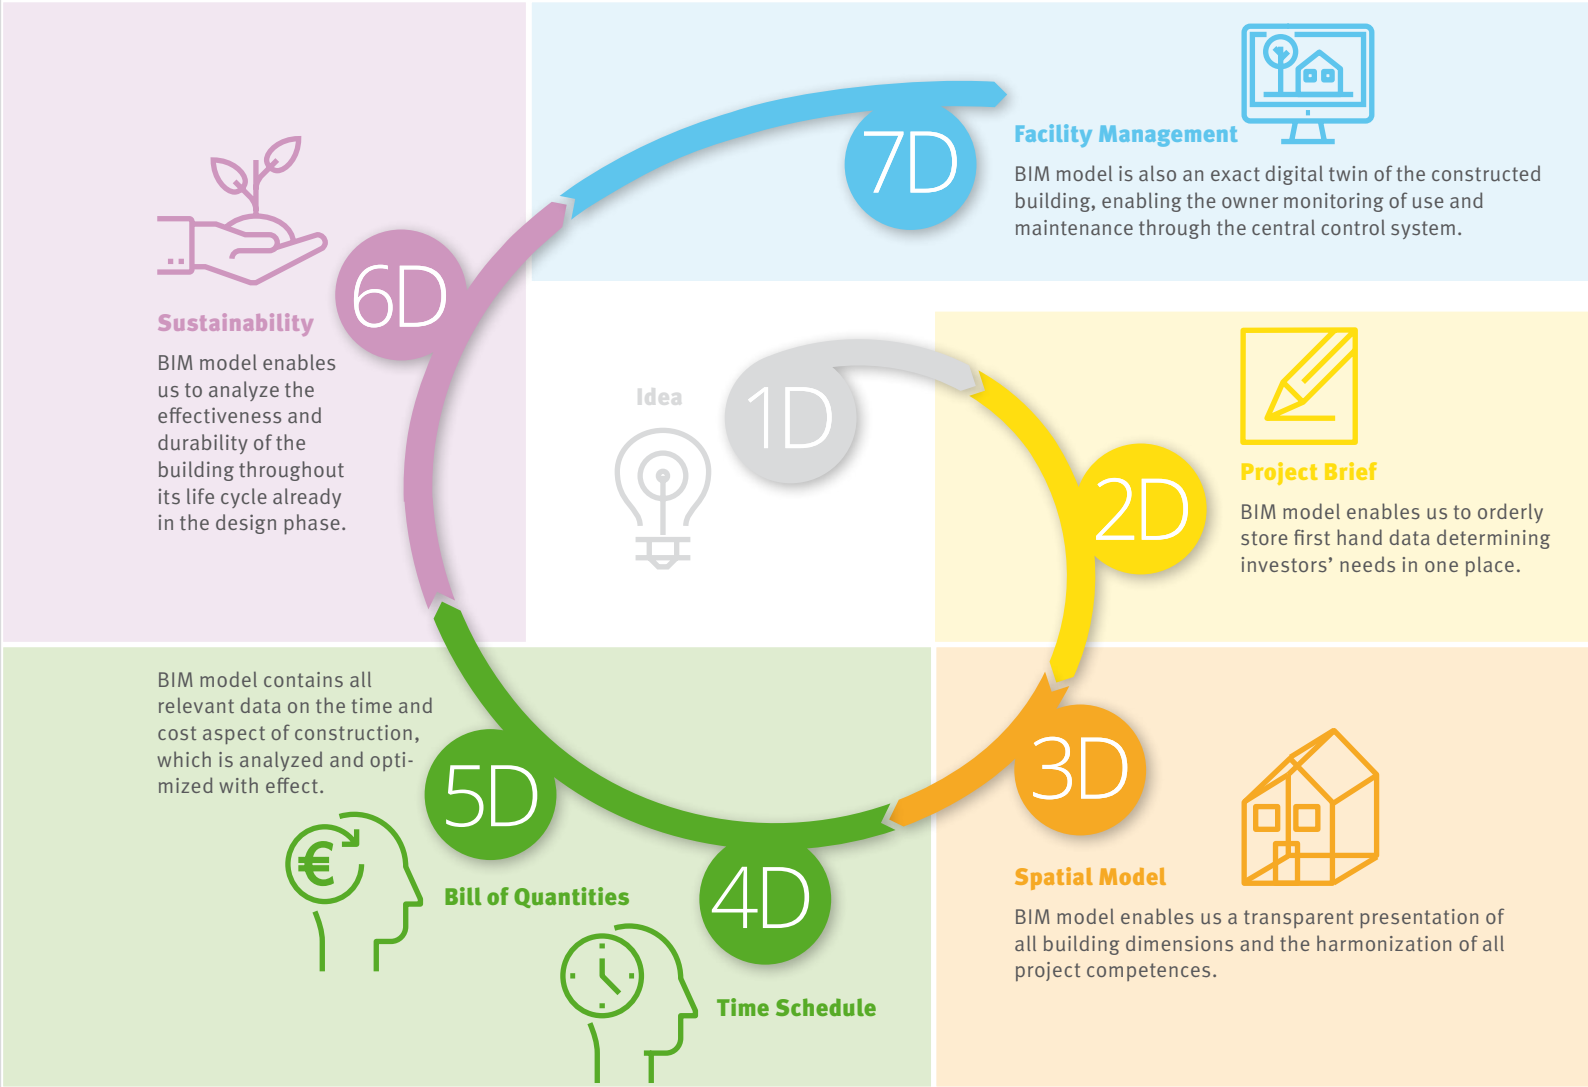 7D
Facility Management
BIM model is also an exact digital twin of the constructed
building, enabling the owner monitoring of use and
maintenance through the central control system.
6D
Sustainability
BIM model enables
us to analyze the
effectiveness and
durability of the
building throughout
its life cycle already
in the design phase.
Idea
1D
2D
Project Brief
BIM model enables us to orderly
store first hand data determining
investors’ needs in one place.
3D
Spatial Model
BIM model enables us a transparent presentation of
all building dimensions and the harmonization of all
project competences.
BIM model contains all
relevant data on the time and
cost aspect of construction,
which is analyzed and opti-
mized with effect.
5D
€
Bill of Quantities
4D
Time Schedule